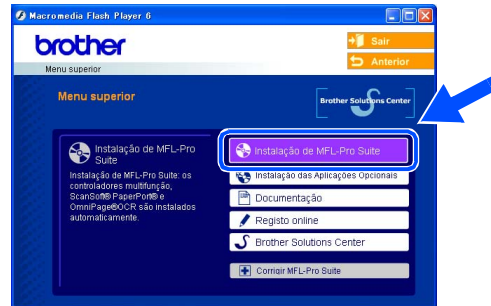 Macromedia Flash Player 6
brother
Sair
Anterior
Menu superior
Menu superior
Brother Solutions Center
Instalação de MFL-Pro
Suite
Instalação de MFL-Pro Suite: os
controladores multifunção,
ScanSoft® PaperPort® e
OmniPage®OCR são instalados
automaticamente.
Instalação de MFL-Pro Suite
Instalação das Aplicações Opcionais
Documentação
Registo online
Brother Solutions Center
Corrigir MFL-Pro Suite